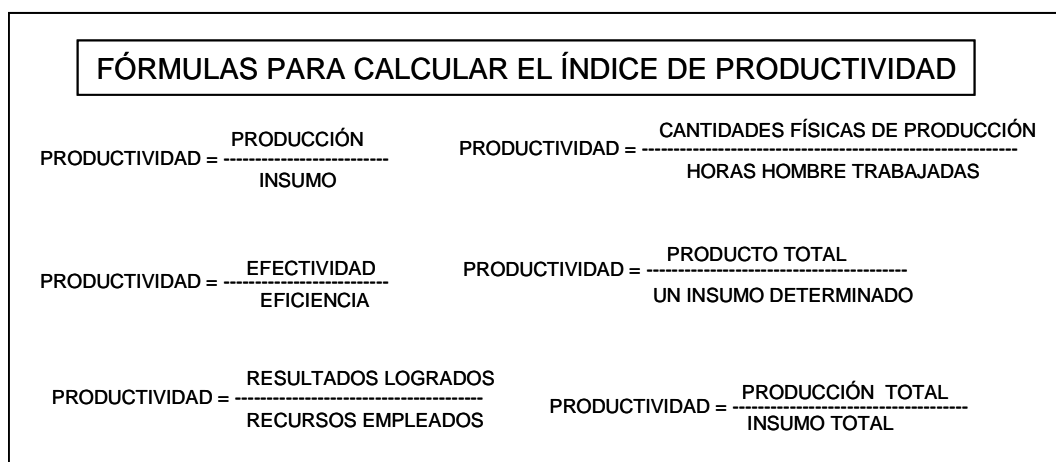 FÓRMULAS PARA CALCULAR EL ÍNDICE DE PRODUCTIVIDAD
PRODUCTIVIDAD = PRODUCCIÓN
---------------------------
INSUMO
PRODUCTIVIDAD = CANTIDADES FÍSICAS DE PRODUCCIÓN
------------------------------------------------------------
HORAS HOMBRE TRABAJADAS
PRODUCTIVIDAD = EFECTIVIDAD
---------------------------
EFICIENCIA
PRODUCTIVIDAD = PRODUCTO TOTAL
------------------------------------------
UN INSUMO DETERMINADO
PRODUCTIVIDAD = RESULTADOS LOGRADOS
----------------------------------------
RECURSOS EMPLEADOS
PRODUCTIVIDAD = PRODUCCIÓN TOTAL
--------------------------------------
INSUMO TOTAL